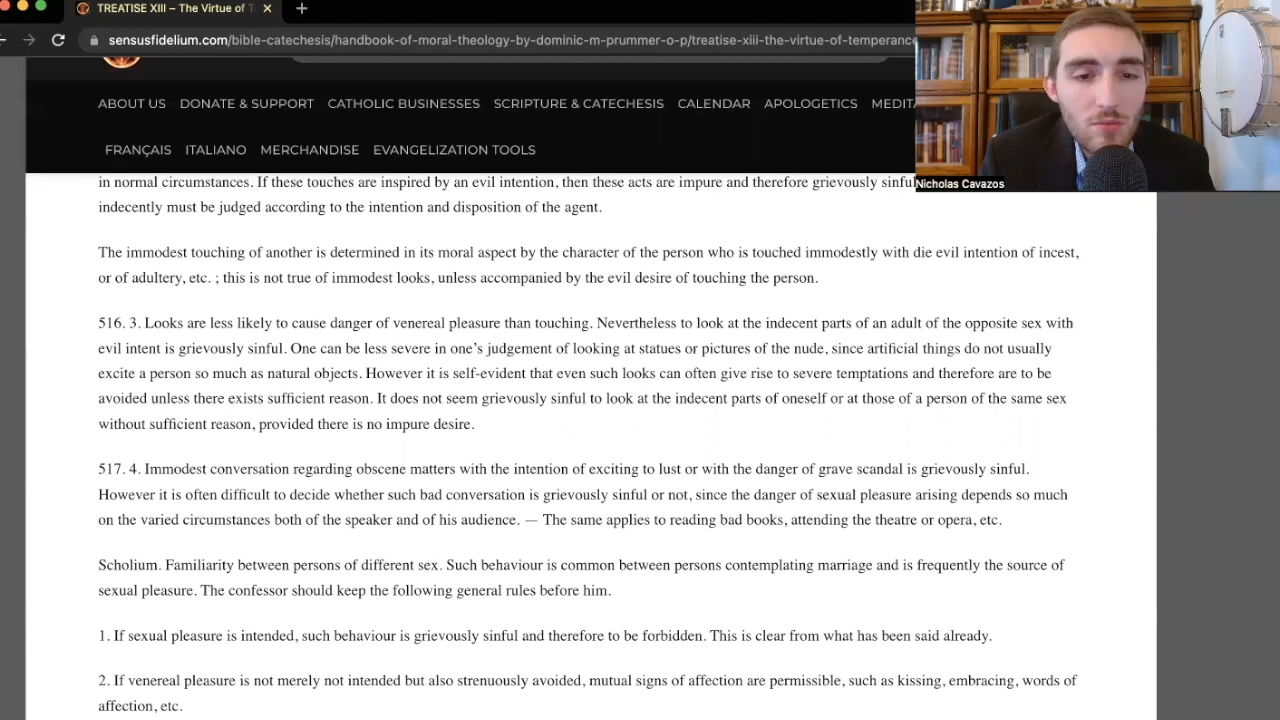 TREATISE XIII – The Virtue of T
sensusfidelium.com/bible-catechesis/handbook-of-moral-theology-by-dominic-m-prummer-o-p/treatise-xiii-the-virtue-of-temperance
ABOUT US DONATE & SUPPORT CATHOLIC BUSINESSES SCRIPTURE & CATECHESIS CALENDAR APOLOGETICS MEDITA
FRANÇAIS ITALIANO MERCHANDISE EVANGELIZATION TOOLS
Nicholas Cavazos
in normal circumstances. If these touches are inspired by an evil intention, then these acts are impure and therefore grievously sinful
indecently must be judged according to the intention and disposition of the agent.
The immodest touching of another is determined in its moral aspect by the character of the person who is touched immodestly with die evil intention of incest,
or of adultery, etc. ; this is not true of immodest looks, unless accompanied by the evil desire of touching the person.
516. 3. Looks are less likely to cause danger of venereal pleasure than touching. Nevertheless to look at the indecent parts of an adult of the opposite sex with
evil intent is grievously sinful. One can be less severe in one's judgement of looking at statues or pictures of the nude, since artificial things do not usually
excite a person so much as natural objects. However it is self-evident that even such looks can often give rise to severe temptations and therefore are to be
avoided unless there exists sufficient reason. It does not seem grievously sinful to look at the indecent parts of oneself or at those of a person of the same sex
without sufficient reason, provided there is no impure desire.
517. 4. Immodest conversation regarding obscene matters with the intention of exciting to lust or with the danger of grave scandal is grievously sinful.
However it is often difficult to decide whether such bad conversation is grievously sinful or not, since the danger of sexual pleasure arising depends so much
on the varied circumstances both of the speaker and of his audience. — The same applies to reading bad books, attending the theatre or opera, etc.
Scholium. Familiarity between persons of different sex. Such behaviour is common between persons contemplating marriage and is frequently the source of
sexual pleasure. The confessor should keep the following general rules before him.
1. If sexual pleasure is intended, such behaviour is grievously sinful and therefore to be forbidden. This is clear from what has been said already.
2. If venereal pleasure is not merely not intended but also strenuously avoided, mutual signs of affection are permissible, such as kissing, embracing, words of
affection, etc.